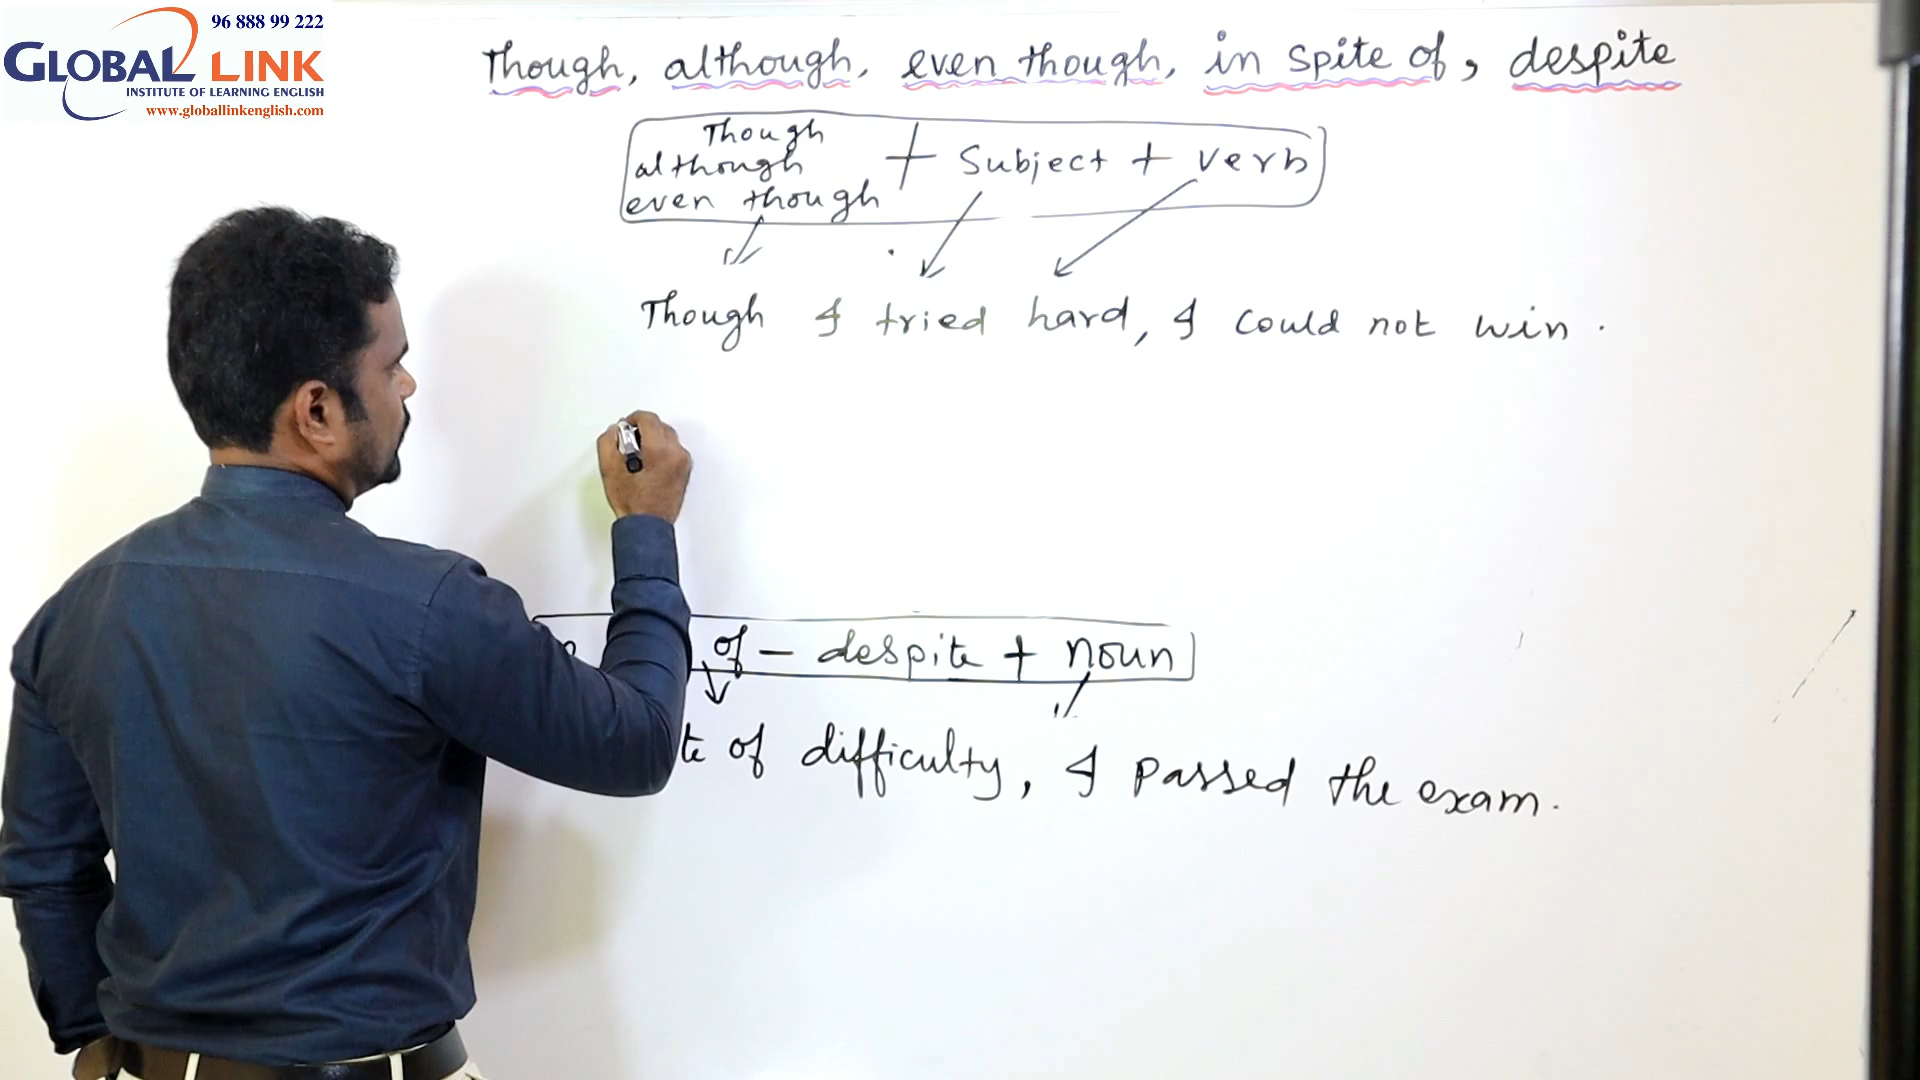 96 888 99 222
GLOBAL LINK
INSTITUTE OF LEARNING ENGLISH
www.globallinkenglish.com
Though, although, even though, in spite of, despite
Though
although + Subject + verb
even though
Though I tried hard, I could not win.
of - despite + noun
of difficulty, I passed the exam.